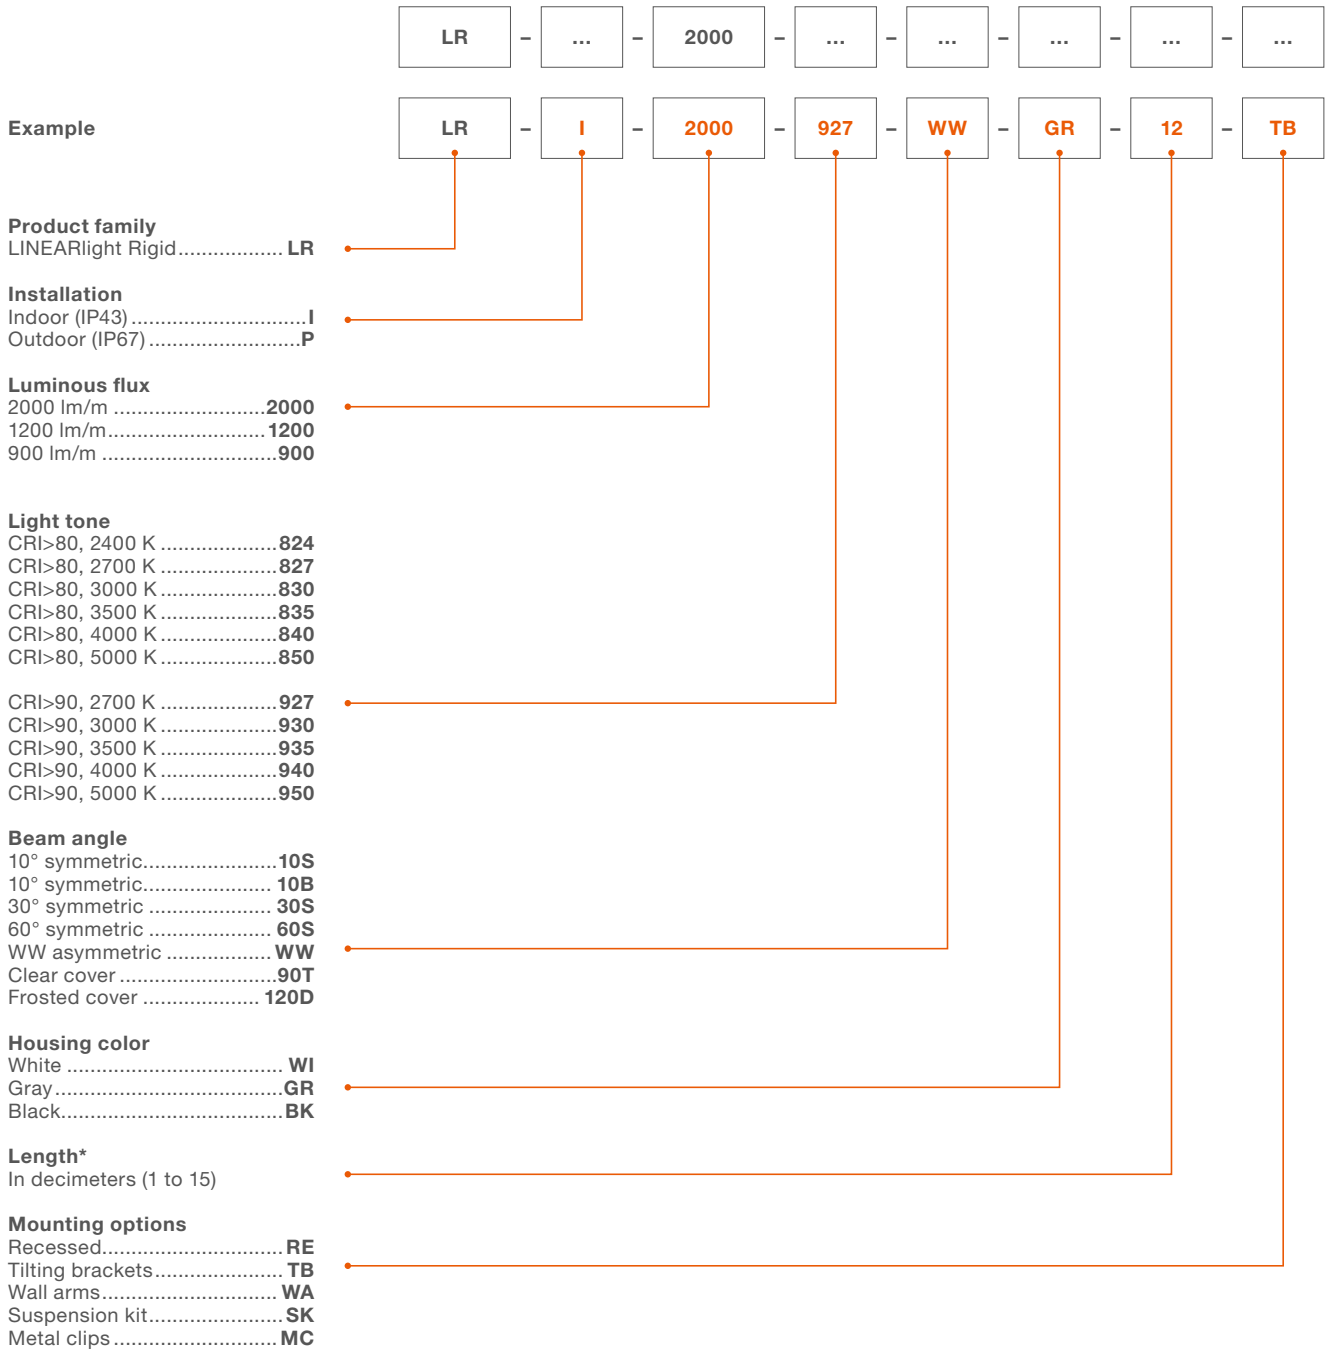 LR – ... – 2000 – ... – ... – ... – ... – ...
Example LR – I – 2000 – 927 – WW – GR – 12 – TB
Product family
LINEARlight Rigid.................. LR
Installation
Indoor (IP43)..............................I
Outdoor (IP67)..........................P
Luminous flux
2000 lm/m ..........................2000
1200 lm/m...........................1200
900 lm/m ..............................900
Light tone
CRI>80, 2400 K ....................824
CRI>80, 2700 K ....................827
CRI>80, 3000 K ....................830
CRI>80, 3500 K ....................835
CRI>80, 4000 K ....................840
CRI>80, 5000 K ....................850
CRI>90, 2700 K ....................927
CRI>90, 3000 K ....................930
CRI>90, 3500 K ....................935
CRI>90, 4000 K ....................940
CRI>90, 5000 K ....................950
Beam angle
10° symmetric.......................10S
10° symmetric...................... 10B
30° symmetric ..................... 30S
60° symmetric ..................... 60S
WW asymmetric .................. WW
Clear cover ...........................90T
Frosted cover .................... 120D
Housing color
White ..................................... WI
Gray.......................................GR
Black......................................BK
Length*
In decimeters (1 to 15)
Mounting options
Recessed...............................RE
Tilting brackets...................... TB
Wall arms.............................. WA
Suspension kit.......................SK
Metal clips............................MC